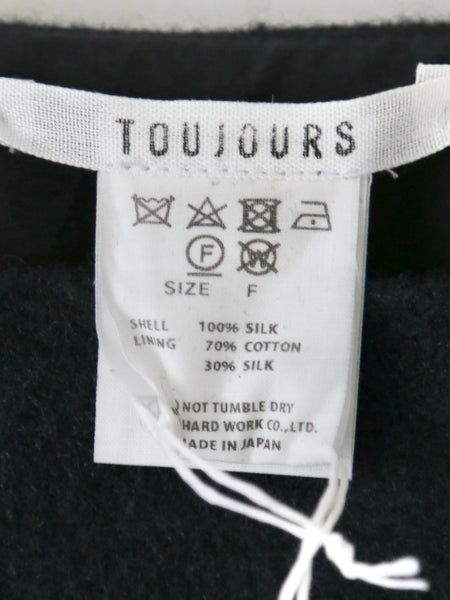 TOUJOURS
F W
SIZE F
SHELL 100% SILK
LINING 70% COTTON
30% SILK
NOT TUMBLE DRY
HARD WORK CO.,LTD.
MADE IN JAPAN